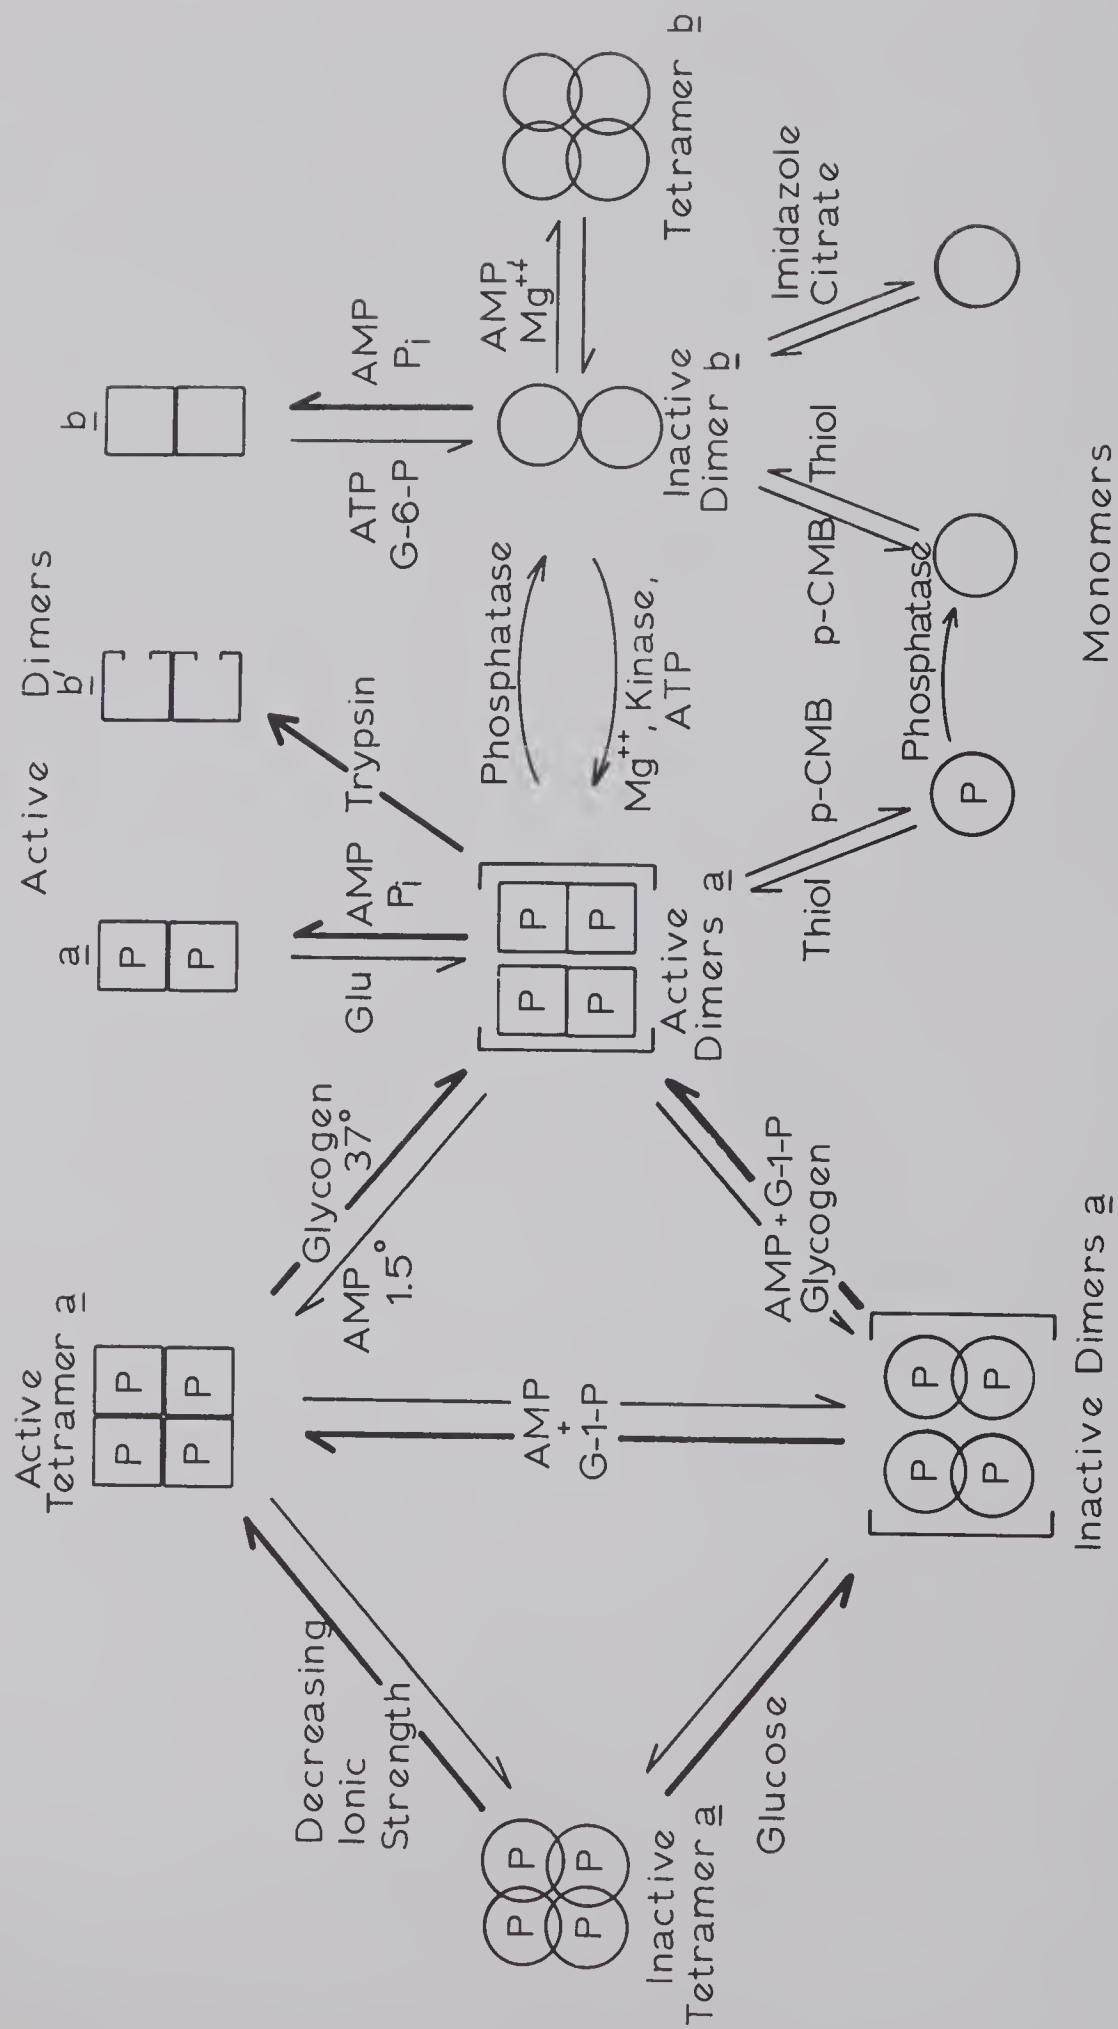 Active
Tetramer a
P P
P P
Active Dimers
a
P
P
b'
b
Decreasing
Ionic
Strength
Glycogen
37°
AMP
1.5°
Glu
AMP
Pi
Trypsin
ATP
G-6-P
AMP
Pi
P P
P P
Inactive
Tetramer a
AMP
+
G-1-P
P P
P P
Active
Dimers a
Phosphatase
Mg++, Kinase,
ATP
Inactive
Dimer b
AMP,
Mg++
Tetramer b
Glucose
AMP+G-1-P
Glycogen
Thiol
p-CMB
p-CMB
Thiol
Imidazole
Citrate
P P
P P
Inactive Dimers a
P
Phosphatase
Monomers